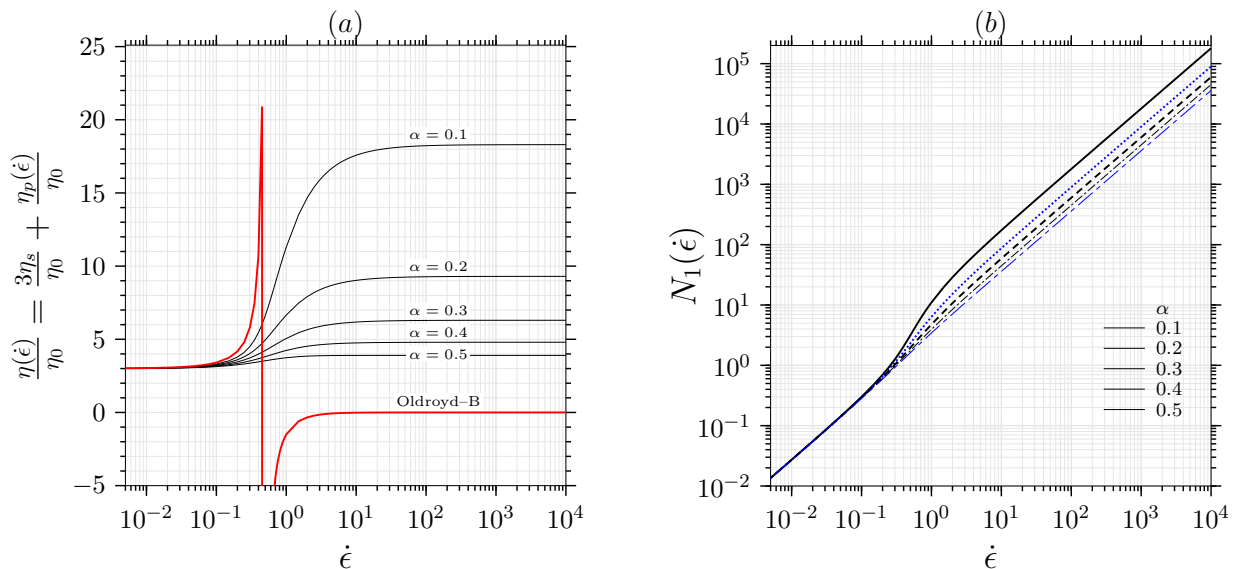 (a)
η(ε̇)/η₀ = 3ηₛ/η₀ + ηₚ(ε̇)/η₀
25
20
15
10
5
0
−5
α = 0.1
α = 0.2
α = 0.3
α = 0.4
α = 0.5
Oldroyd–B
10⁻² 10⁻¹ 10⁰ 10¹ 10² 10³ 10⁴
ε̇
(b)
N₁(ε̇)
10⁵
10⁴
10³
10²
10¹
10⁰
10⁻¹
10⁻²
α
0.1
0.2
0.3
0.4
0.5
10⁻² 10⁻¹ 10⁰ 10¹ 10² 10³ 10⁴
ε̇